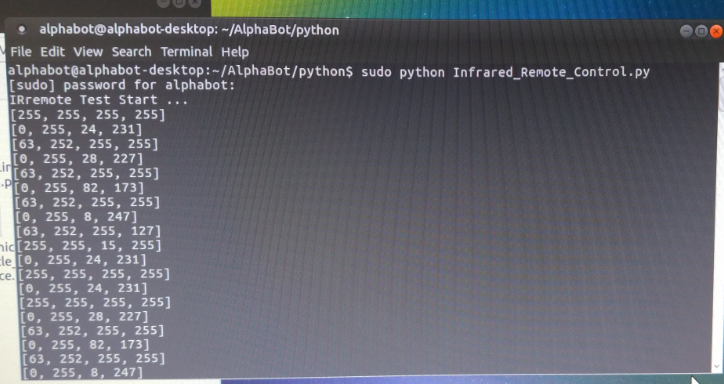 alphabot@alphabot-desktop: ~/AlphaBot/python
File Edit View Search Terminal Help
alphabot@alphabot-desktop:~/AlphaBot/python$ sudo python Infrared_Remote_Control.py
[sudo] password for alphabot:
IRremote Test Start ...
[255, 255, 255, 255]
[0, 255, 24, 231]
[63, 252, 255, 255]
[0, 255, 28, 227]
[63, 252, 255, 255]
[0, 255, 82, 173]
[63, 252, 255, 255]
[0, 255, 8, 247]
[63, 252, 255, 127]
[255, 255, 15, 255]
[0, 255, 24, 231]
[255, 255, 255, 255]
[0, 255, 24, 231]
[255, 255, 255, 255]
[0, 255, 28, 227]
[63, 252, 255, 255]
[0, 255, 82, 173]
[63, 252, 255, 255]
[0, 255, 8, 247]